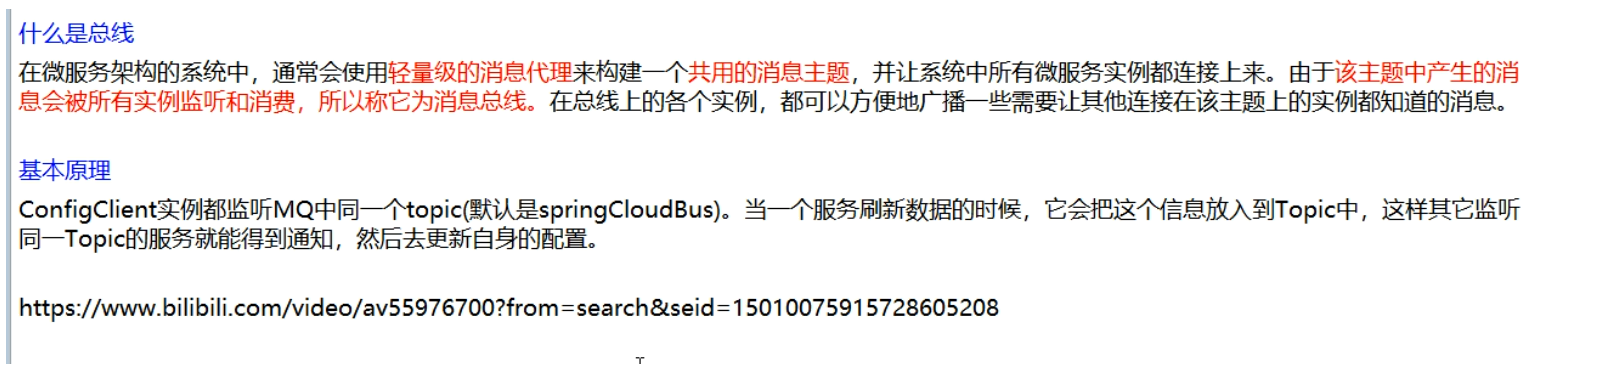 什么是总线
在微服务架构的系统中，通常会使用轻量级的消息代理来构建一个共用的消息主题，并让系统中所有微服务实例都连接上来。由于该主题中产生的消
息会被所有实例监听和消费，所以称它为消息总线。在总线上的各个实例，都可以方便地广播一些需要让其他连接在该主题上的实例都知道的消息。
基本原理
ConfigClient实例都监听MQ中同一个topic(默认是springCloudBus)。当一个服务刷新数据的时候，它会把这个信息放入到Topic中，这样其它监听
同一Topic的服务就能得到通知，然后去更新自身的配置。
https://www.bilibili.com/video/av55976700?from=search&seid=15010075915728605208